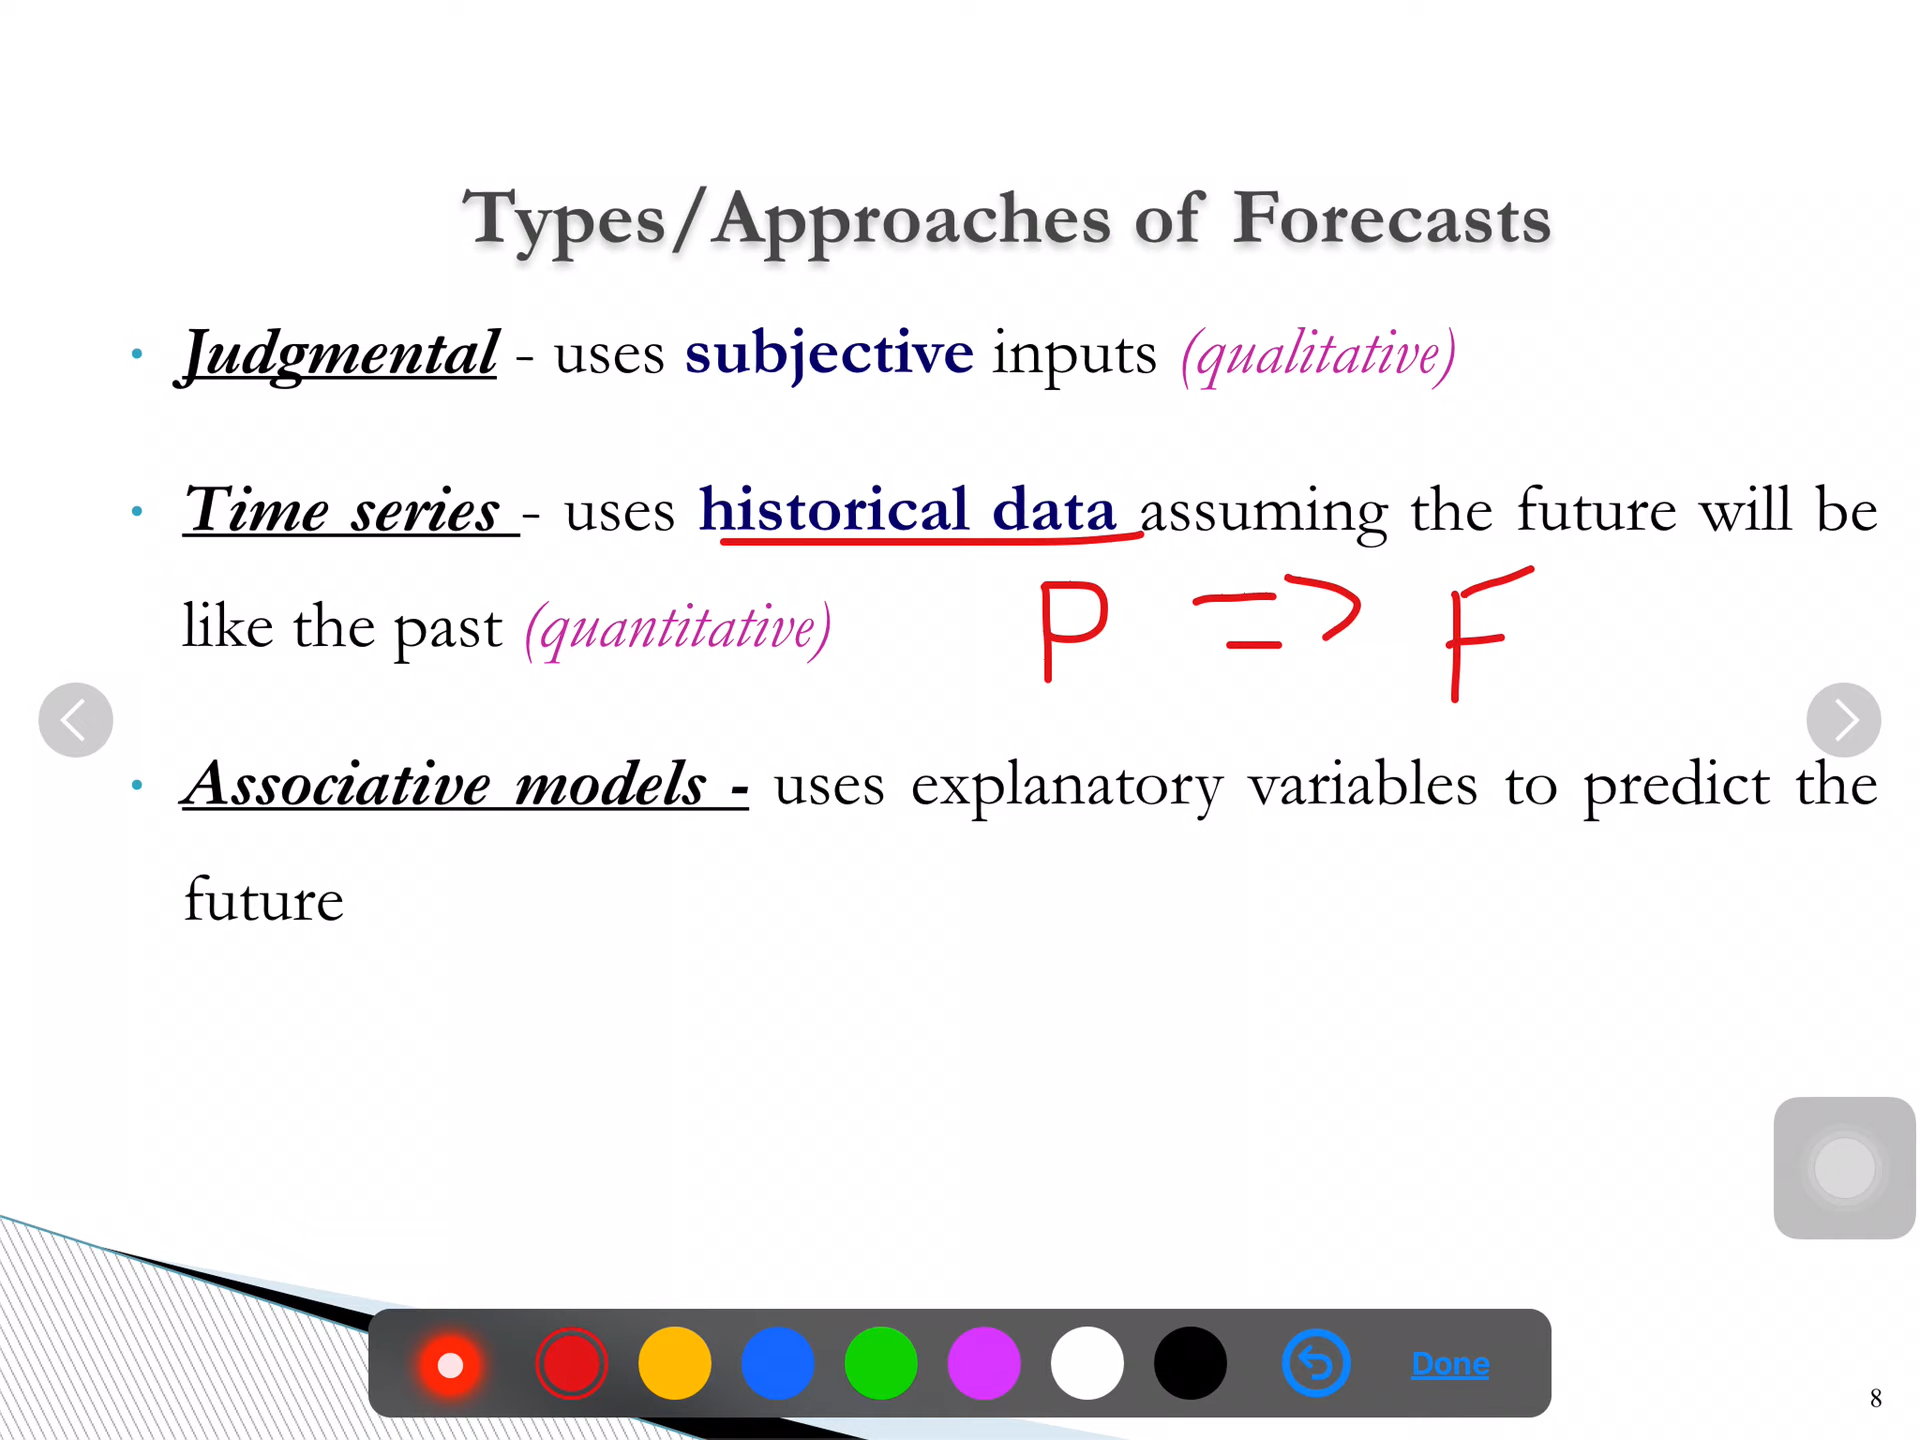 Types/Approaches of Forecasts
• Judgmental - uses subjective inputs (qualitative)
• Time series - uses historical data assuming the future will be
like the past (quantitative)
P => F
• Associative models - uses explanatory variables to predict the
future
Done
8